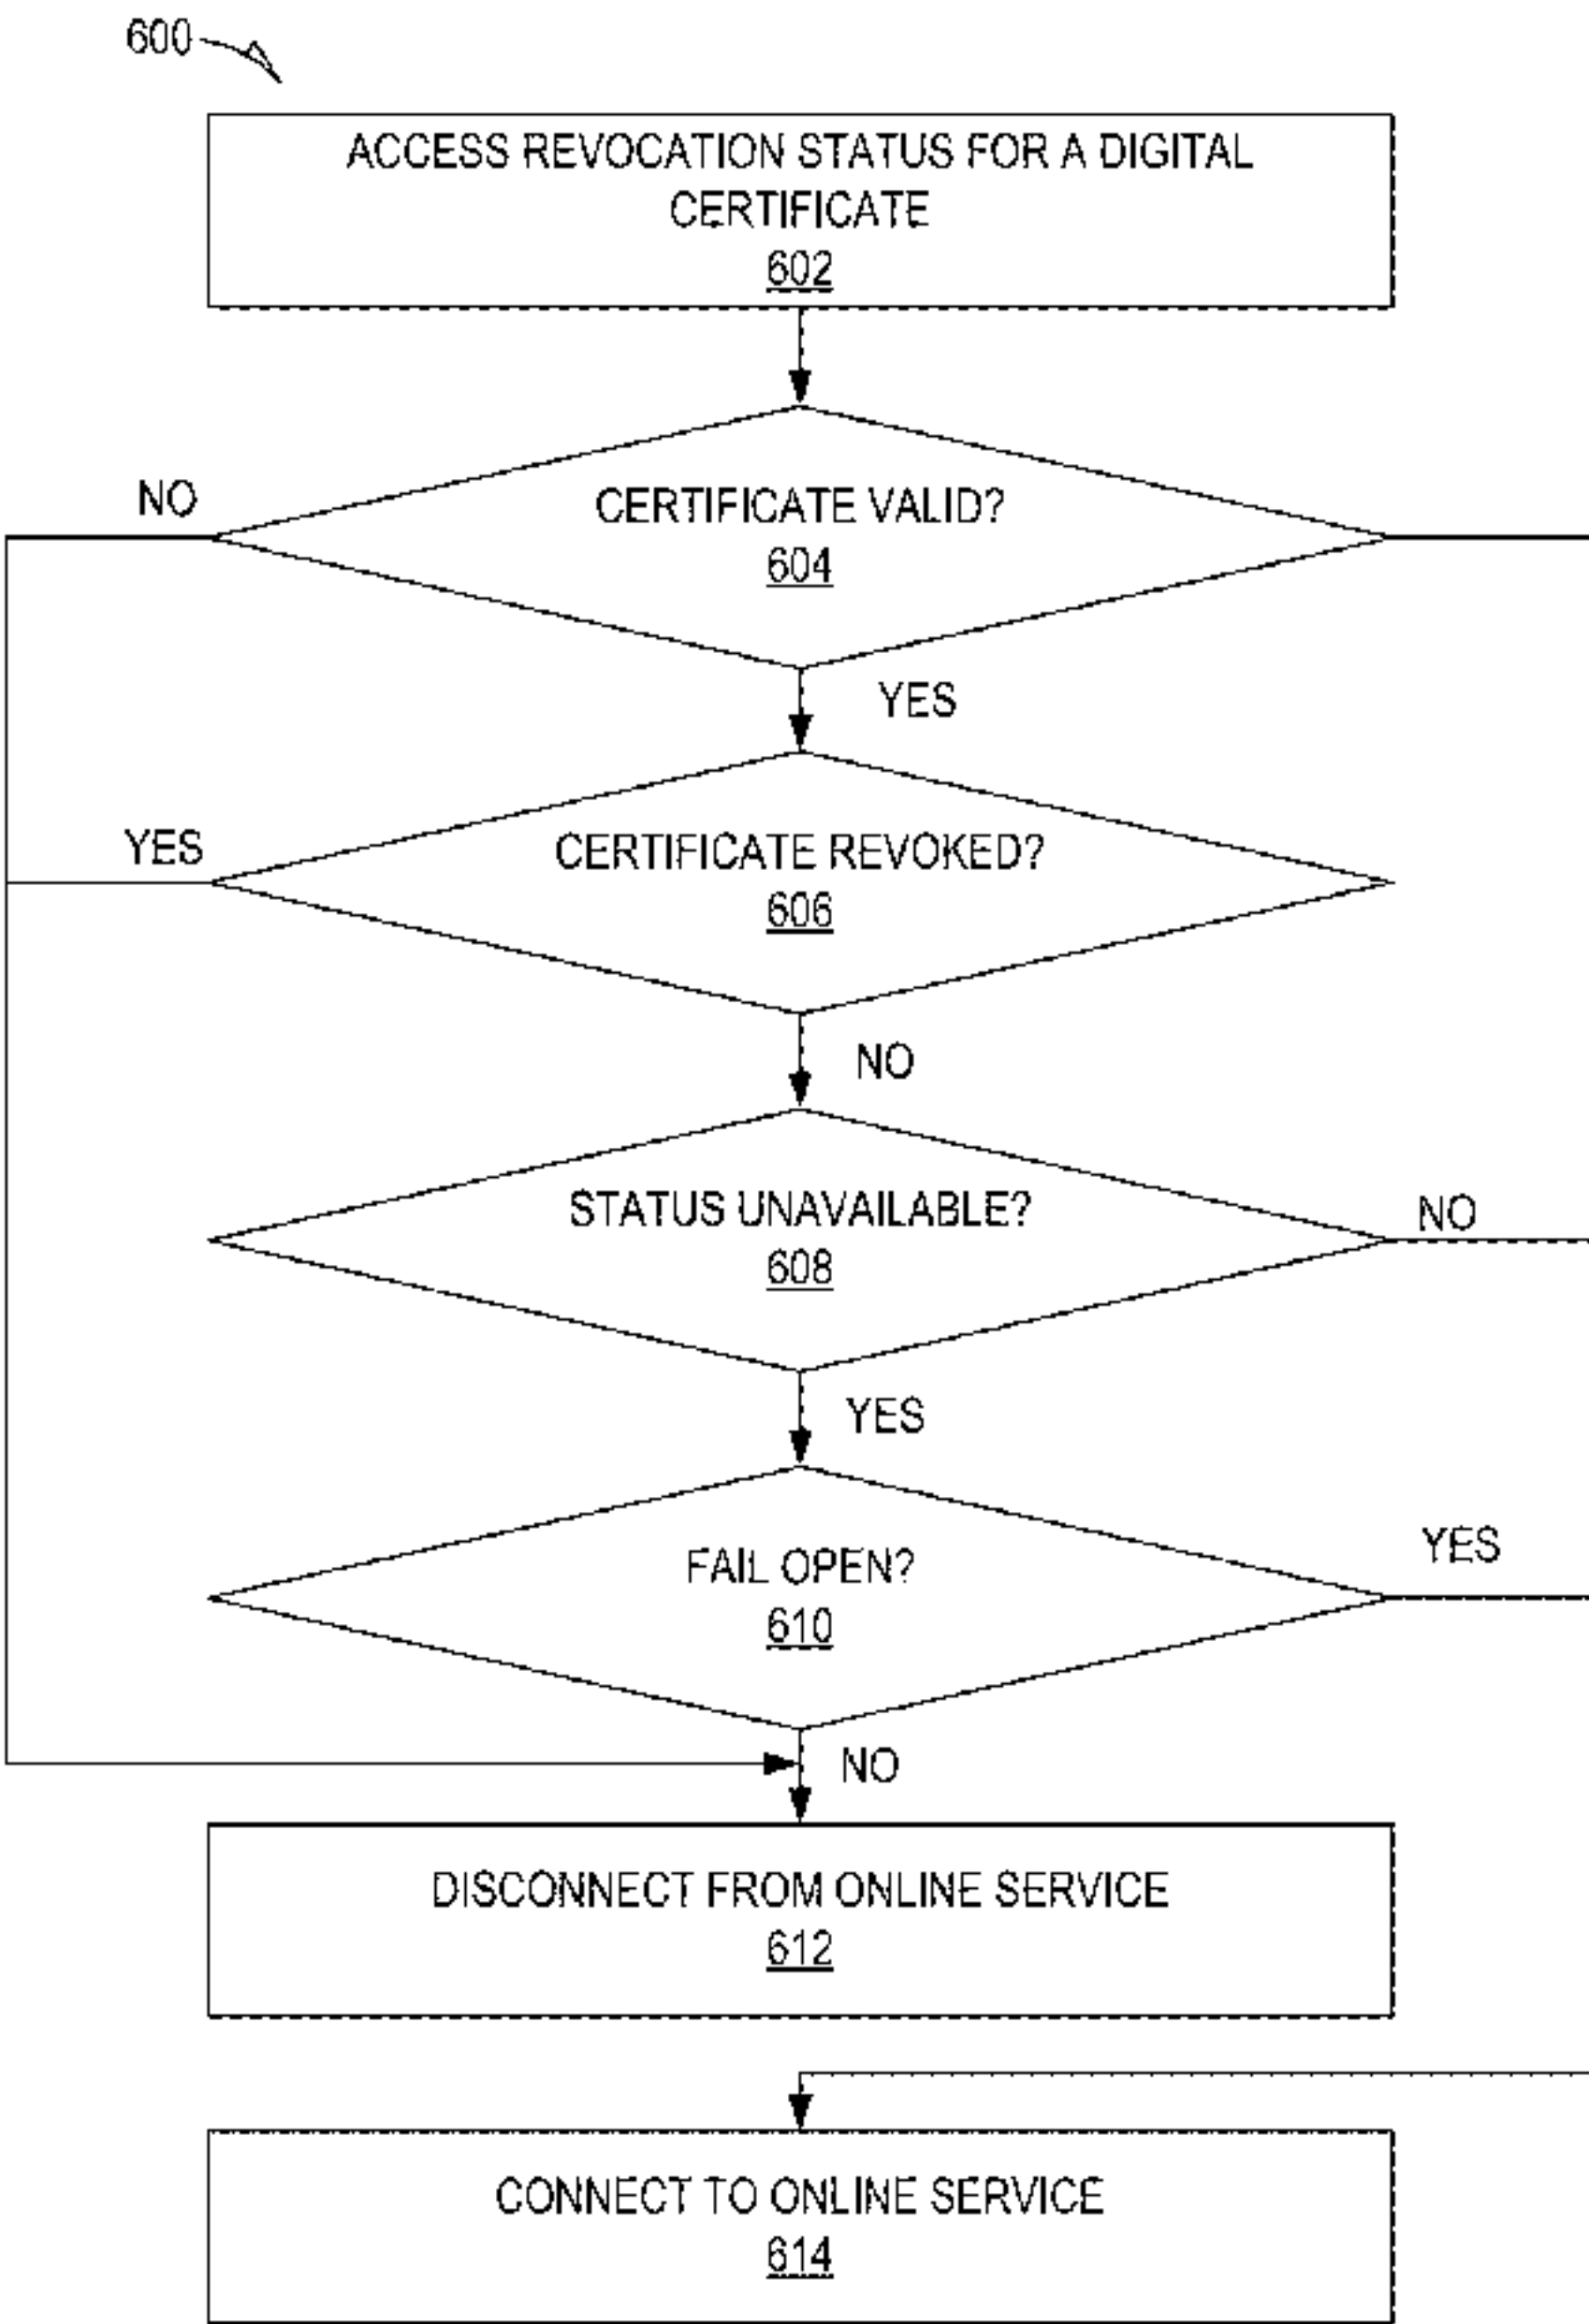 600
ACCESS REVOCATION STATUS FOR A DIGITAL
CERTIFICATE
602
NO
CERTIFICATE VALID?
604
YES
YES
CERTIFICATE REVOKED?
606
NO
STATUS UNAVAILABLE?
608
NO
YES
FAIL OPEN?
610
YES
NO
DISCONNECT FROM ONLINE SERVICE
612
CONNECT TO ONLINE SERVICE
614